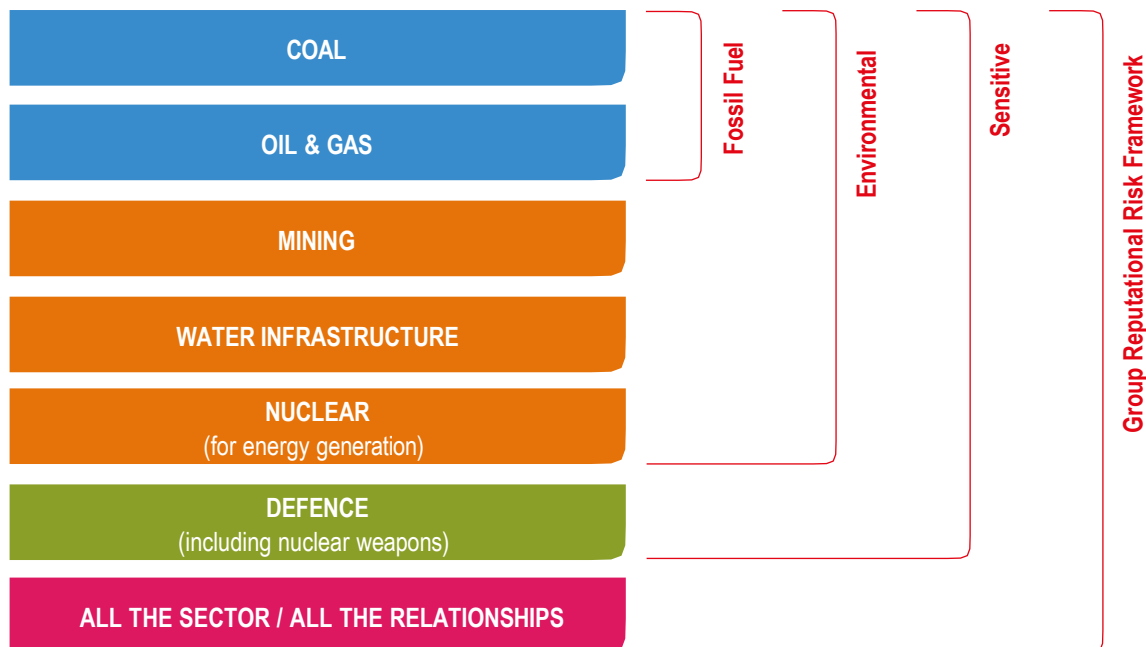 COAL
OIL & GAS
MINING
WATER INFRASTRUCTURE
NUCLEAR
(for energy generation)
DEFENCE
(including nuclear weapons)
ALL THE SECTOR / ALL THE RELATIONSHIPS
Fossil Fuel
Environmental
Sensitive
Group Reputational Risk Framework